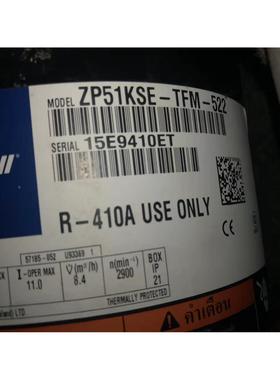 MODEL ZP51KSE-TFM-522
SERIAL 15E9410ET
R-410A USE ONLY
57185-052 U93369 1
I-OPER MAX V̇ (m³/h) n(min⁻¹) BOX IP
11.0 8.4 2900 21
THERMALLY PROTECTED
คำเตือน